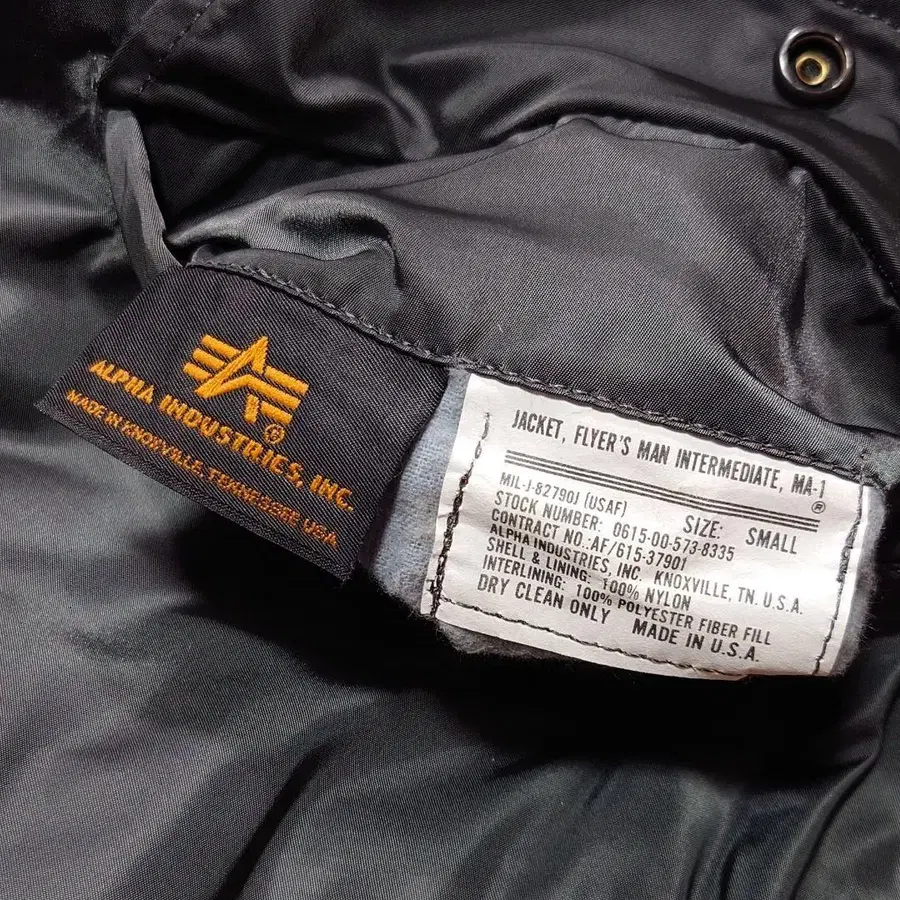 ALPHA INDUSTRIES, INC.
MADE IN KNOXVILLE, TENNESSEE USA
JACKET, FLYER'S MAN INTERMEDIATE, MA-1
®
MIL-J-82790J (USAF) SIZE: SMALL
STOCK NUMBER: 0615-00-573-8335
CONTRACT NO.:AF/615-37901
ALPHA INDUSTRIES, INC. KNOXVILLE, TN. U.S.A.
SHELL & LINING: 100% NYLON
INTERLINING: 100% POLYESTER FIBER FILL
DRY CLEAN ONLY MADE IN U.S.A.